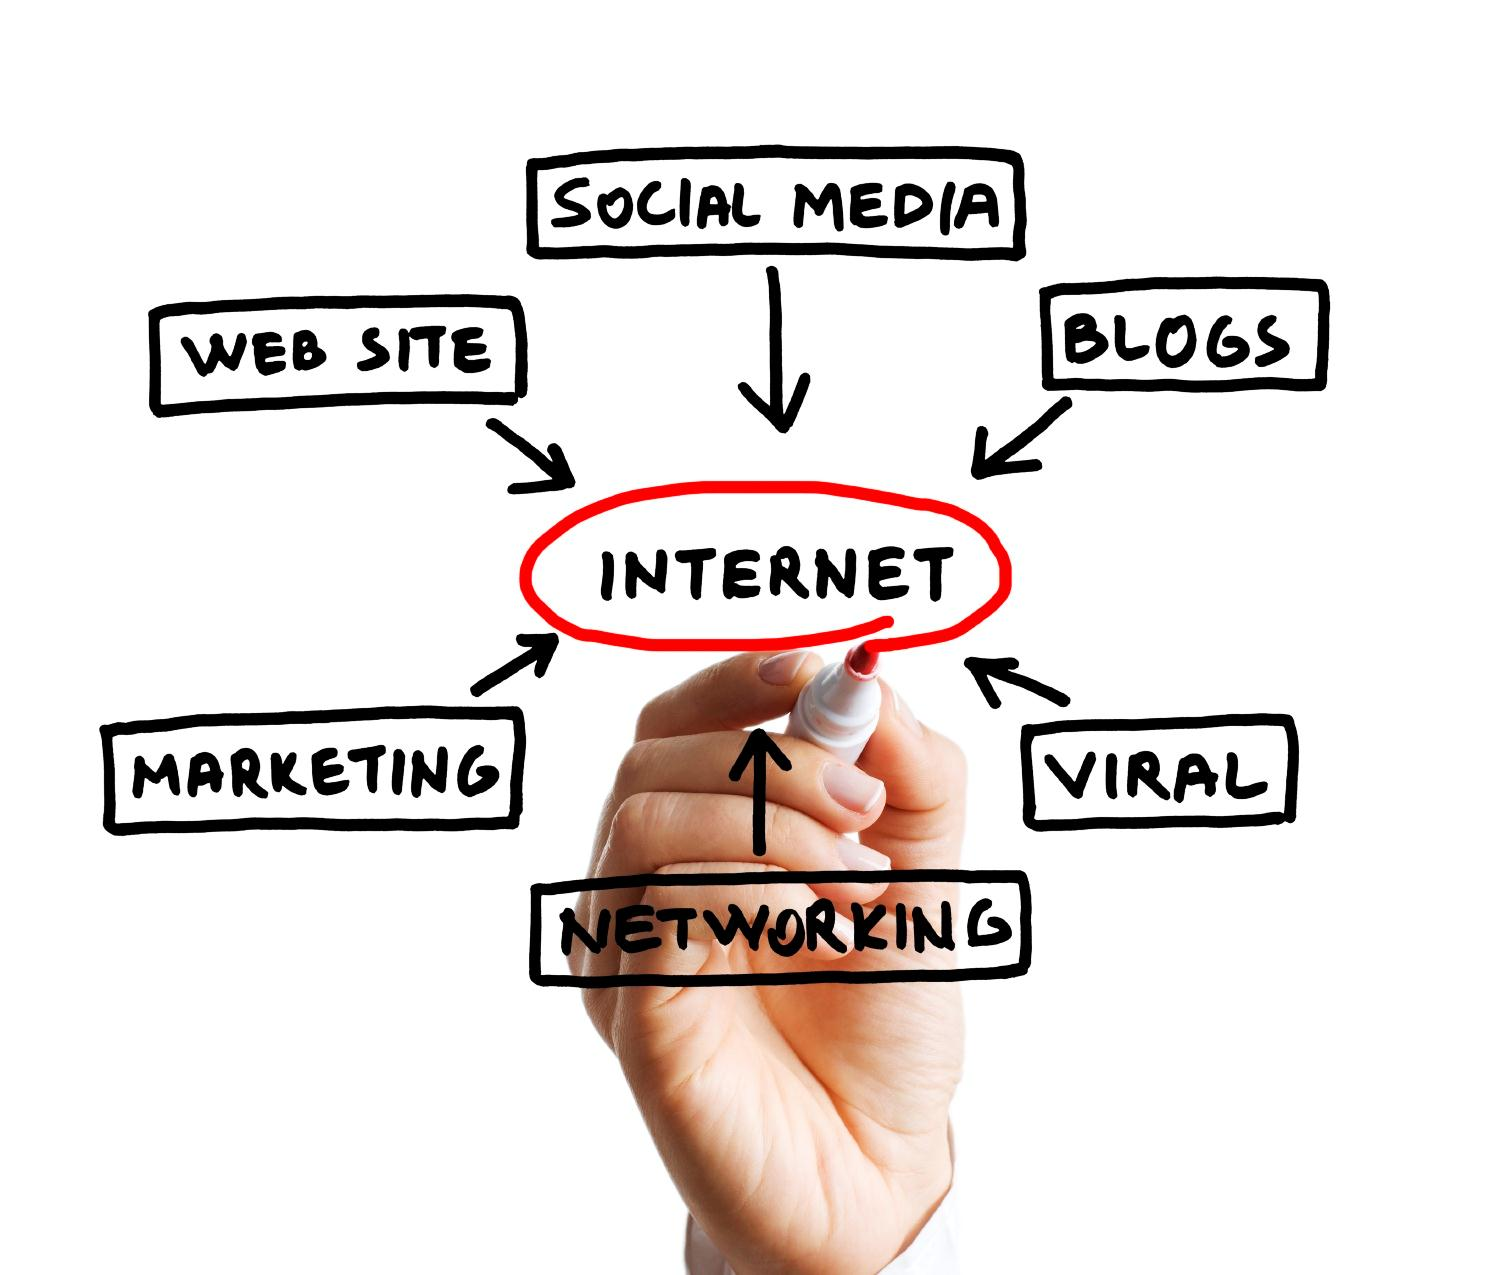 SOCIAL MEDIA
WEB SITE
BLOGS
INTERNET
MARKETING
VIRAL
NETWORKING